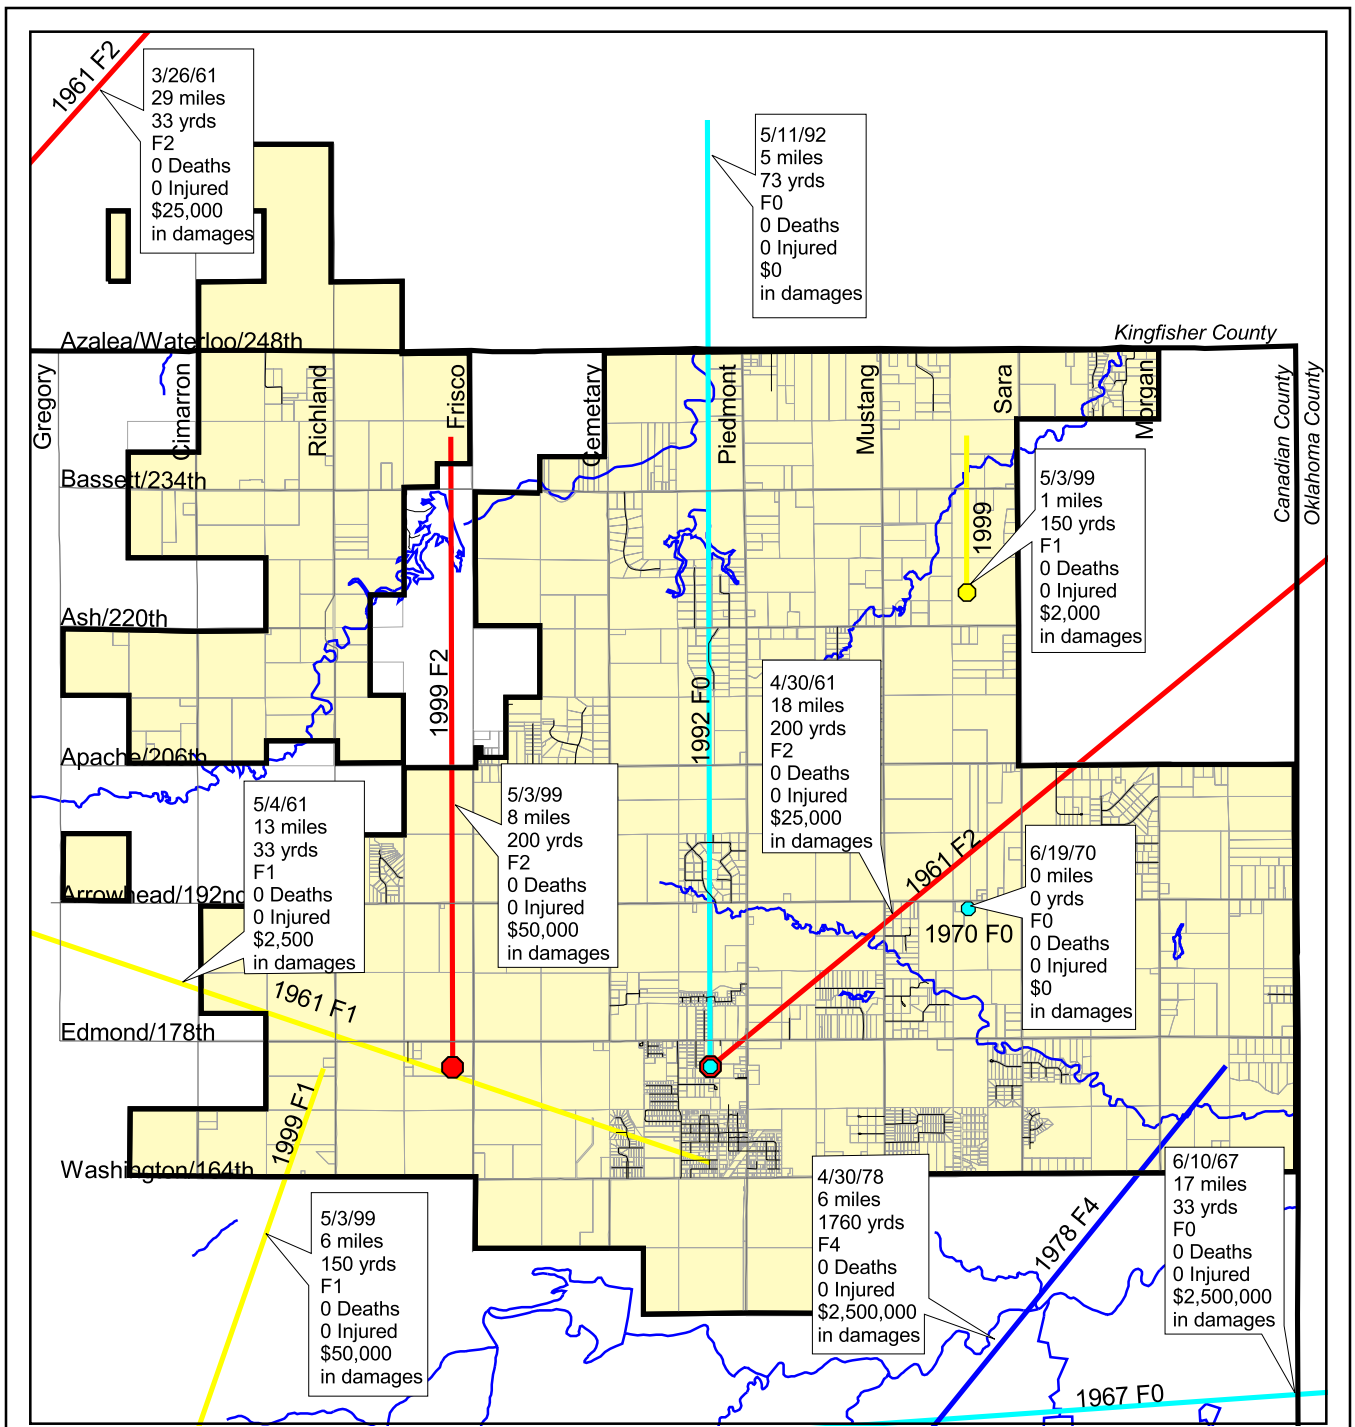 1961 F2
3/26/61
29 miles
33 yrds
F2
0 Deaths
0 Injured
$25,000
in damages
5/11/92
5 miles
73 yrds
F0
0 Deaths
0 Injured
$0
in damages
Kingfisher County
Azalea/Waterloo/248th
Gregory
Cimarron
Richland
Frisco
Cemetary
Piedmont
Mustang
Sara
Morgan
Canadian County
Oklahoma County
Bassett/234th
5/3/99
1 miles
150 yrds
F1
0 Deaths
0 Injured
$2,000
in damages
1999
Ash/220th
1999 F2
1992 F0
4/30/61
18 miles
200 yrds
F2
0 Deaths
0 Injured
$25,000
in damages
Apache/206th
5/4/61
13 miles
33 yrds
F1
0 Deaths
0 Injured
$2,500
in damages
5/3/99
8 miles
200 yrds
F2
0 Deaths
0 Injured
$50,000
in damages
1961 F2
6/19/70
0 miles
0 yrds
F0
0 Deaths
0 Injured
$0
in damages
Arrowhead/192nd
1970 F0
1961 F1
Edmond/178th
1999 F1
Washington/164th
5/3/99
6 miles
150 yrds
F1
0 Deaths
0 Injured
$50,000
in damages
4/30/78
6 miles
1760 yrds
F4
0 Deaths
0 Injured
$2,500,000
in damages
1978 F4
6/10/67
17 miles
33 yrds
F0
0 Deaths
0 Injured
$2,500,000
in damages
1967 F0